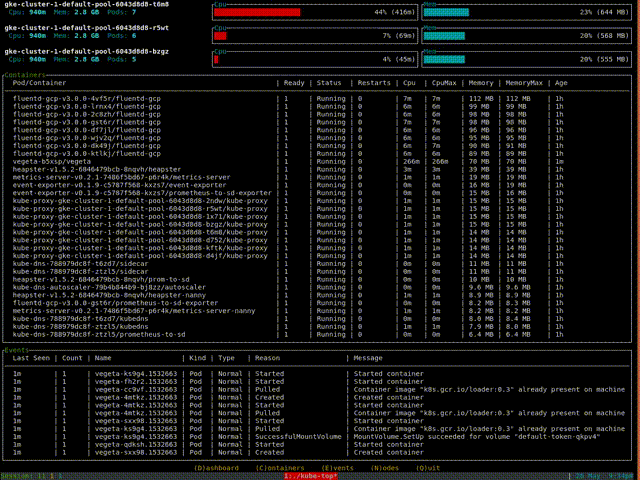 gke-cluster-1-default-pool-6043d8d8-t6m8
Cpu: 940m Mem: 2.8 GB Pods: 7
Cpu
44% (416m)
Mem
23% (644 MB)
gke-cluster-1-default-pool-6043d8d8-r5wt
Cpu: 940m Mem: 2.8 GB Pods: 6
Cpu
7% (69m)
Mem
20% (568 MB)
gke-cluster-1-default-pool-6043d8d8-bzgz
Cpu: 940m Mem: 2.8 GB Pods: 5
Cpu
4% (45m)
Mem
20% (555 MB)
Containers
Pod/Container | Ready | Status | Restarts | Cpu | CpuMax | Memory | MemoryMax | Age
fluentd-gcp-v3.0.0-4vf5r/fluentd-gcp | 1 | Running | 0 | 7m | 7m | 112 MB | 112 MB | 1h
fluentd-gcp-v3.0.0-lrnx4/fluentd-gcp | 1 | Running | 0 | 6m | 6m | 99 MB | 99 MB | 1h
fluentd-gcp-v3.0.0-2c8zh/fluentd-gcp | 1 | Running | 0 | 6m | 6m | 98 MB | 98 MB | 1h
fluentd-gcp-v3.0.0-gst6r/fluentd-gcp | 1 | Running | 0 | 7m | 7m | 98 MB | 98 MB | 1h
fluentd-gcp-v3.0.0-df7jl/fluentd-gcp | 1 | Running | 0 | 6m | 6m | 96 MB | 96 MB | 1h
fluentd-gcp-v3.0.0-wjv2q/fluentd-gcp | 1 | Running | 0 | 6m | 6m | 95 MB | 95 MB | 1h
fluentd-gcp-v3.0.0-dk49j/fluentd-gcp | 1 | Running | 0 | 6m | 6m | 90 MB | 91 MB | 1h
fluentd-gcp-v3.0.0-ktlkj/fluentd-gcp | 1 | Running | 0 | 6m | 6m | 89 MB | 89 MB | 1h
vegeta-b5xsp/vegeta | 1 | Running | 0 | 266m | 266m | 70 MB | 70 MB | 1m
heapster-v1.5.2-6846479bcb-8nqvh/heapster | 1 | Running | 0 | 3m | 3m | 39 MB | 39 MB | 1h
metrics-server-v0.2.1-7486f5bd67-p6r4k/metrics-server | 1 | Running | 0 | 1m | 1m | 19 MB | 19 MB | 1h
event-exporter-v0.1.9-c5787f568-kxzs7/event-exporter | 1 | Running | 0 | 0m | 0m | 16 MB | 16 MB | 1h
event-exporter-v0.1.9-c5787f568-kxzs7/prometheus-to-sd-exporter | 1 | Running | 0 | 0m | 0m | 15 MB | 16 MB | 1h
kube-proxy-gke-cluster-1-default-pool-6043d8d8-2ndw/kube-proxy | 1 | Running | 0 | 1m | 1m | 15 MB | 15 MB | 1h
kube-proxy-gke-cluster-1-default-pool-6043d8d8-r5wt/kube-proxy | 1 | Running | 0 | 1m | 1m | 15 MB | 15 MB | 1h
kube-proxy-gke-cluster-1-default-pool-6043d8d8-1x71/kube-proxy | 1 | Running | 0 | 1m | 1m | 15 MB | 15 MB | 1h
kube-proxy-gke-cluster-1-default-pool-6043d8d8-bzgz/kube-proxy | 1 | Running | 0 | 1m | 1m | 15 MB | 15 MB | 1h
kube-proxy-gke-cluster-1-default-pool-6043d8d8-t6m8/kube-proxy | 1 | Running | 0 | 1m | 1m | 14 MB | 14 MB | 1h
kube-proxy-gke-cluster-1-default-pool-6043d8d8-d752/kube-proxy | 1 | Running | 0 | 1m | 1m | 14 MB | 14 MB | 1h
kube-proxy-gke-cluster-1-default-pool-6043d8d8-kftk/kube-proxy | 1 | Running | 0 | 1m | 1m | 14 MB | 14 MB | 1h
kube-proxy-gke-cluster-1-default-pool-6043d8d8-d4jf/kube-proxy | 1 | Running | 0 | 1m | 1m | 14 MB | 14 MB | 1h
kube-dns-788979dc8f-t6zd7/sidecar | 1 | Running | 0 | 0m | 0m | 11 MB | 11 MB | 1h
kube-dns-788979dc8f-ztzl5/sidecar | 1 | Running | 0 | 0m | 0m | 11 MB | 11 MB | 1h
heapster-v1.5.2-6846479bcb-8nqvh/prom-to-sd | 1 | Running | 0 | 0m | 0m | 10 MB | 10 MB | 1h
kube-dns-autoscaler-79b4b844b9-bj8zz/autoscaler | 1 | Running | 0 | 0m | 0m | 9.6 MB | 9.6 MB | 1h
heapster-v1.5.2-6846479bcb-8nqvh/heapster-nanny | 1 | Running | 0 | 1m | 1m | 8.9 MB | 8.9 MB | 1h
fluentd-gcp-v3.0.0-gst6r/prometheus-to-sd-exporter | 1 | Running | 0 | 0m | 0m | 8.2 MB | 8.3 MB | 1h
metrics-server-v0.2.1-7486f5bd67-p6r4k/metrics-server-nanny | 1 | Running | 0 | 1m | 1m | 8.2 MB | 8.2 MB | 1h
kube-dns-788979dc8f-t6zd7/kubedns | 1 | Running | 0 | 1m | 1m | 8.0 MB | 8.4 MB | 1h
kube-dns-788979dc8f-ztzl5/kubedns | 1 | Running | 0 | 1m | 1m | 7.9 MB | 8.0 MB | 1h
kube-dns-788979dc8f-ztzl5/prometheus-to-sd | 1 | Running | 0 | 0m | 0m | 6.4 MB | 6.4 MB | 1h
Events
Last Seen | Count | Name | Kind | Type | Reason | Message
1m | 1 | vegeta-ks9g4.1532663 | Pod | Normal | Started | Started container
1m | 1 | vegeta-fh2r2.1532663 | Pod | Normal | Started | Started container
1m | 1 | vegeta-cc9vf.1532663 | Pod | Normal | Pulled | Container image "k8s.gcr.io/loader:0.3" already present on machine
1m | 1 | vegeta-4mtkz.1532663 | Pod | Normal | Created | Created container
1m | 1 | vegeta-4mtkz.1532663 | Pod | Normal | Started | Started container
1m | 1 | vegeta-4mtkz.1532663 | Pod | Normal | Pulled | Container image "k8s.gcr.io/loader:0.3" already present on machine
1m | 1 | vegeta-sxx98.1532663 | Pod | Normal | Started | Started container
1m | 1 | vegeta-ks9g4.1532663 | Pod | Normal | Pulled | Container image "k8s.gcr.io/loader:0.3" already present on machine
1m | 1 | vegeta-ks9g4.1532663 | Pod | Normal | SuccessfulMountVolume | MountVolume.SetUp succeeded for volume "default-token-qkpv4"
1m | 1 | vegeta-qdksh.1532663 | Pod | Normal | Started | Started container
1m | 1 | vegeta-sxx98.1532663 | Pod | Normal | Created | Created container
(D)ashboard (C)ontainers (E)vents (N)odes (Q)uit
1:./kube-top*
26 May